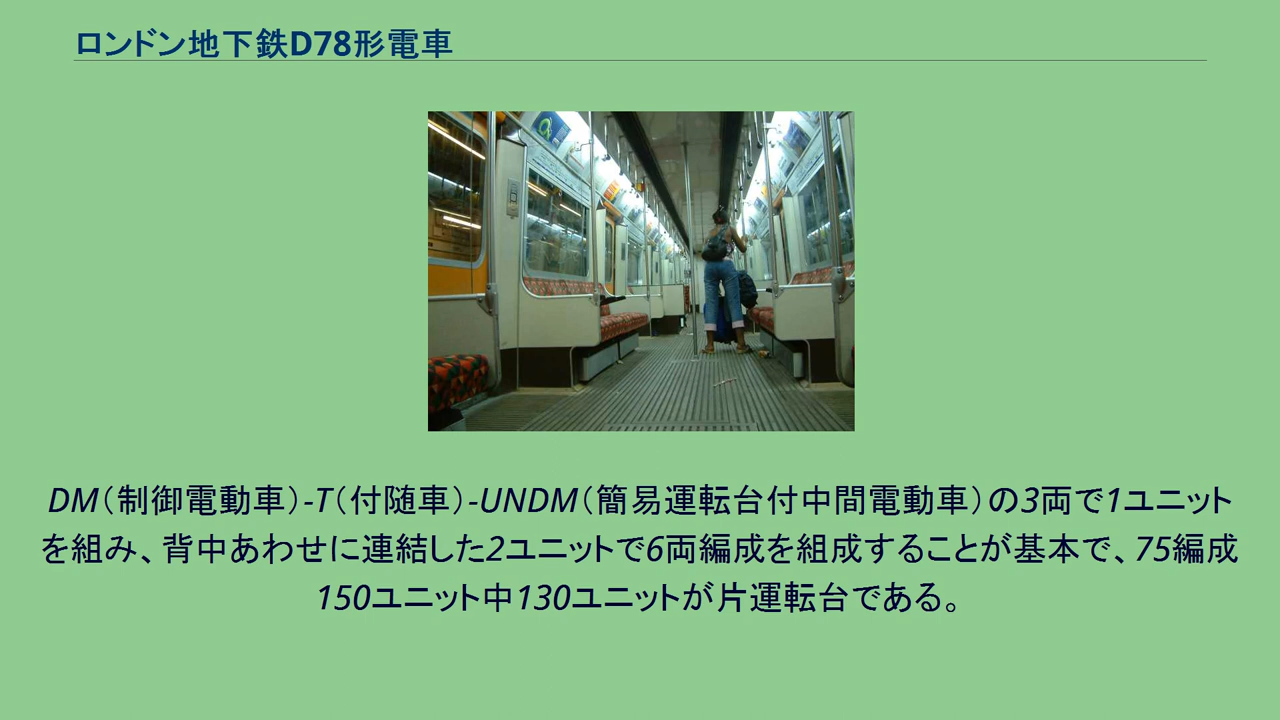 ロンドン地下鉄D78形電車
DM（制御電動車）-T（付随車）-UNDM（簡易運転台付中間電動車）の3両で1ユニット
を組み、背中あわせに連結した2ユニットで6両編成を組成することが基本で、75編成
150ユニット中130ユニットが片運転台である。